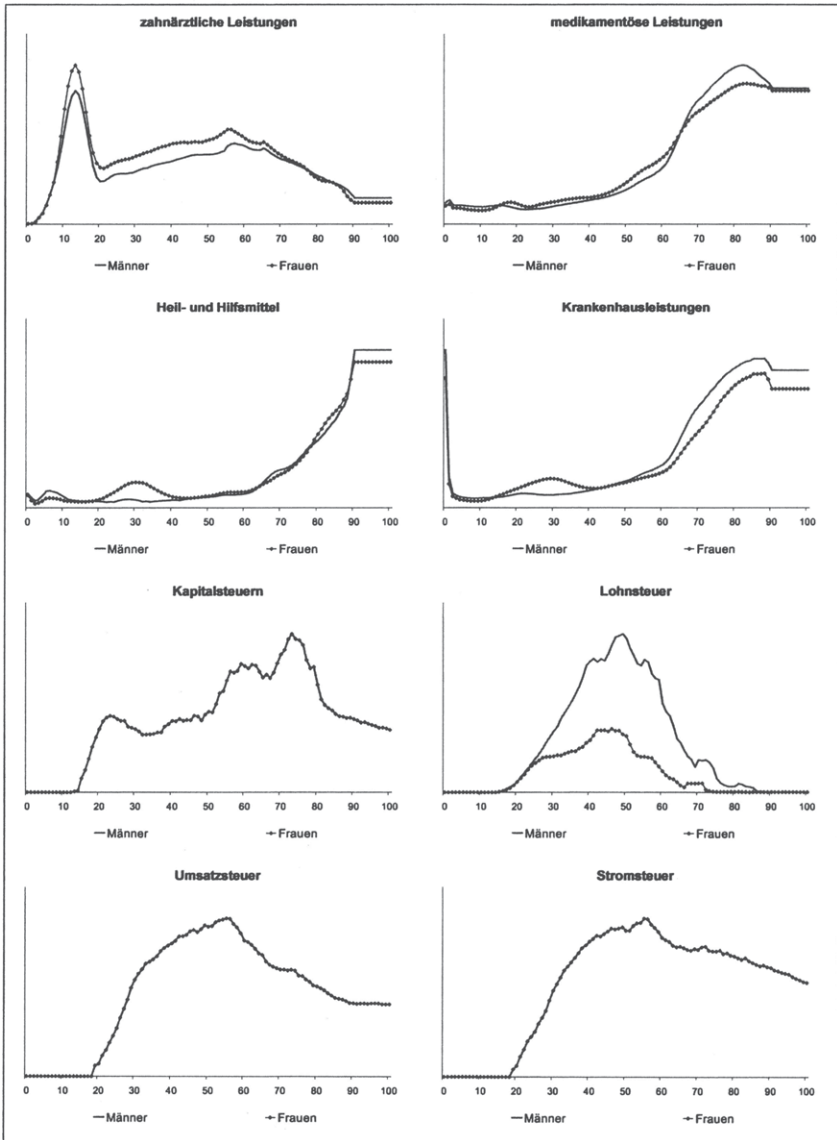 zahnärztliche Leistungen
0 10 20 30 40 50 60 70 80 90 100
Männer Frauen
medikamentöse Leistungen
0 10 20 30 40 50 60 70 80 90 100
Männer Frauen
Heil- und Hilfsmittel
0 10 20 30 40 50 60 70 80 90 100
Männer Frauen
Krankenhausleistungen
0 10 20 30 40 50 60 70 80 90 100
Männer Frauen
Kapitalsteuern
0 10 20 30 40 50 60 70 80 90 100
Männer Frauen
Lohnsteuer
0 10 20 30 40 50 60 70 80 90 100
Männer Frauen
Umsatzsteuer
0 10 20 30 40 50 60 70 80 90 100
Männer Frauen
Stromsteuer
0 10 20 30 40 50 60 70 80 90 100
Männer Frauen